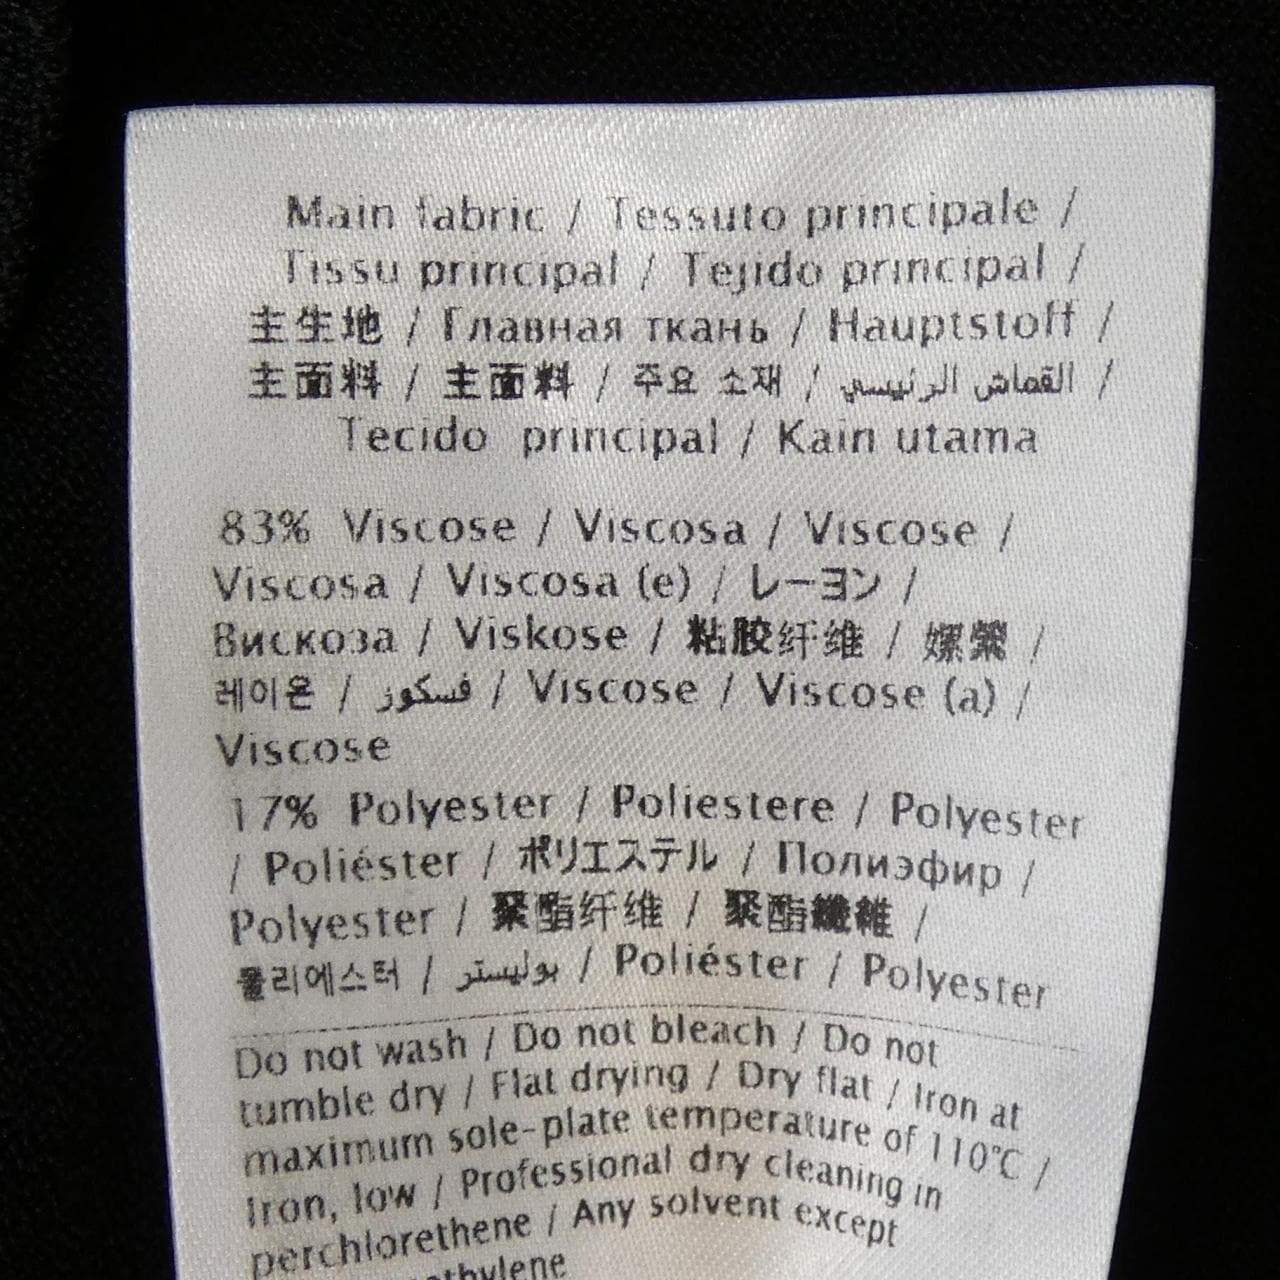 Main fabric / Tessuto principale /
Tissu principal / Tejido principal /
主生地 / Главная ткань / Hauptstoff /
主面料 / 主面料 / 주요 소재 / القماش الرئيسي /
Tecido principal / Kain utama
83% Viscose / Viscosa / Viscose /
Viscosa / Viscosa (e) / レーヨン /
Вискоза / Viskose / 粘胶纤维 / 嫘縈 /
레이온 / فسكوز / Viscose / Viscose (a) /
Viscose
17% Polyester / Poliestere / Polyester
/ Poliéster / ポリエステル / Полиэфир /
Polyester / 聚酯纤维 / 聚酯纖維 /
폴리에스터 / بوليستر / Poliéster / Polyester
Do not wash / Do not bleach / Do not
tumble dry / Flat drying / Dry flat / Iron at
maximum sole-plate temperature of 110°C /
Iron, low / Professional dry cleaning in
perchlorethene / Any solvent except